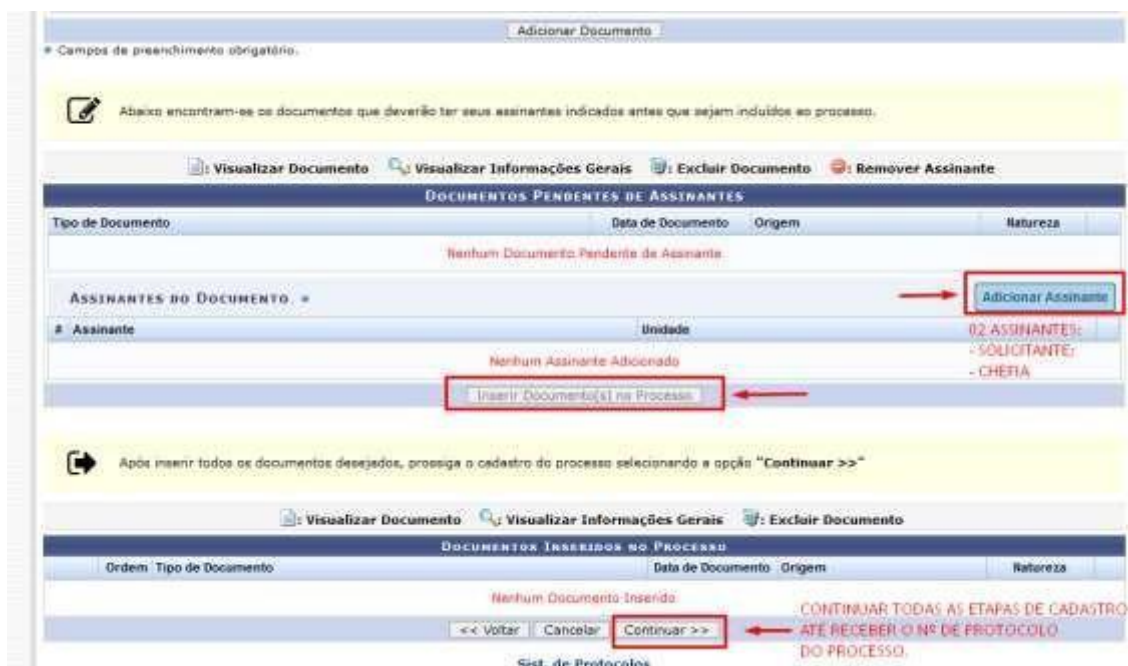 Adicionar Documento
* Campos de preenchimento obrigatório.
Abaixo encontram-se os documentos que deverão ter seus assinantes indicados antes que sejam incluídos ao processo.
: Visualizar Documento : Visualizar Informações Gerais : Excluir Documento : Remover Assinante
DOCUMENTOS PENDENTES DE ASSINANTES
Tipo de Documento Data de Documento Origem Natureza
Nenhum Documento Pendente de Assinante
ASSINANTES DO DOCUMENTO * Adicionar Assinante
# Assinante Unidade 02 ASSINANTES:
- SOLICITANTE;
Nenhum Assinante Adicionado
- CHEFIA
Inserir Documento(s) no Processo
Após inserir todos os documentos desejados, prossiga o cadastro do processo selecionando a opção "Continuar >>"
: Visualizar Documento : Visualizar Informações Gerais : Excluir Documento
DOCUMENTOS INSERIDOS NO PROCESSO
Ordem Tipo de Documento Data de Documento Origem Natureza
Nenhum Documento Inserido
CONTINUAR TODAS AS ETAPAS DE CADASTRO
<< Voltar Cancelar Continuar >> ATÉ RECEBER O Nº DE PROTOCOLO
DO PROCESSO.
Sist. de Protocolos